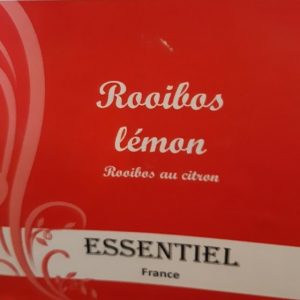 Rooibos
lémon
Rooibos au citron
ESSENTIEL
France